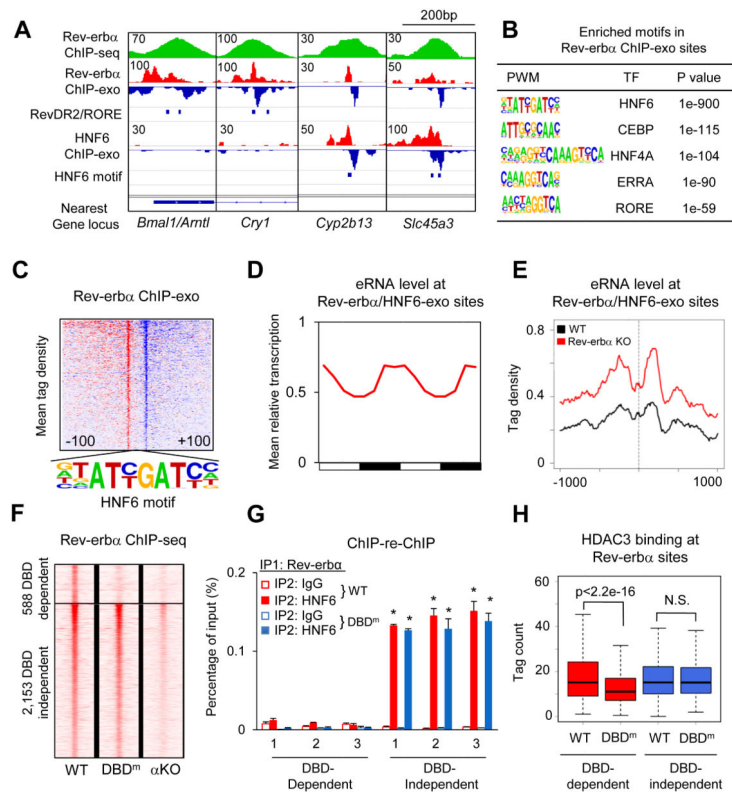 A
200bp
Rev-erbα
ChIP-seq
70
100
30
30
Rev-erbα
ChIP-exo
100
100
30
50
RevDR2/RORE
HNF6
ChIP-exo
30
30
50
100
HNF6 motif
Nearest
Gene locus
Bmal1/Arntl
Cry1
Cyp2b13
Slc45a3
B
Enriched motifs in
Rev-erbα ChIP-exo sites
PWM TF P value
HNF6 1e-900
CEBP 1e-115
HNF4A 1e-104
ERRA 1e-90
RORE 1e-59
C
Rev-erbα ChIP-exo
Mean tag density
-100 +100
HNF6 motif
D
eRNA level at
Rev-erbα/HNF6-exo sites
Mean relative transcription
1
0.5
0
E
eRNA level at
Rev-erbα/HNF6-exo sites
WT
Rev-erbα KO
Tag density
0.8
0.4
0
-1000 0 1000
F
Rev-erbα ChIP-seq
588 DBD
dependent
2,153 DBD
independent
WT DBDm αKO
G
ChIP-re-ChIP
IP1: Rev-erbα
IP2: IgG
IP2: HNF6
} WT
IP2: IgG
IP2: HNF6
} DBDm
Percentage of input (%)
0.2
0.1
0
* * * * * *
1 2 3 1 2 3
DBD-
Dependent
DBD-
Independent
H
HDAC3 binding at
Rev-erbα sites
p<2.2e-16
N.S.
Tag count
60
40
20
0
WT DBDm WT DBDm
DBD-
dependent
DBD-
independent